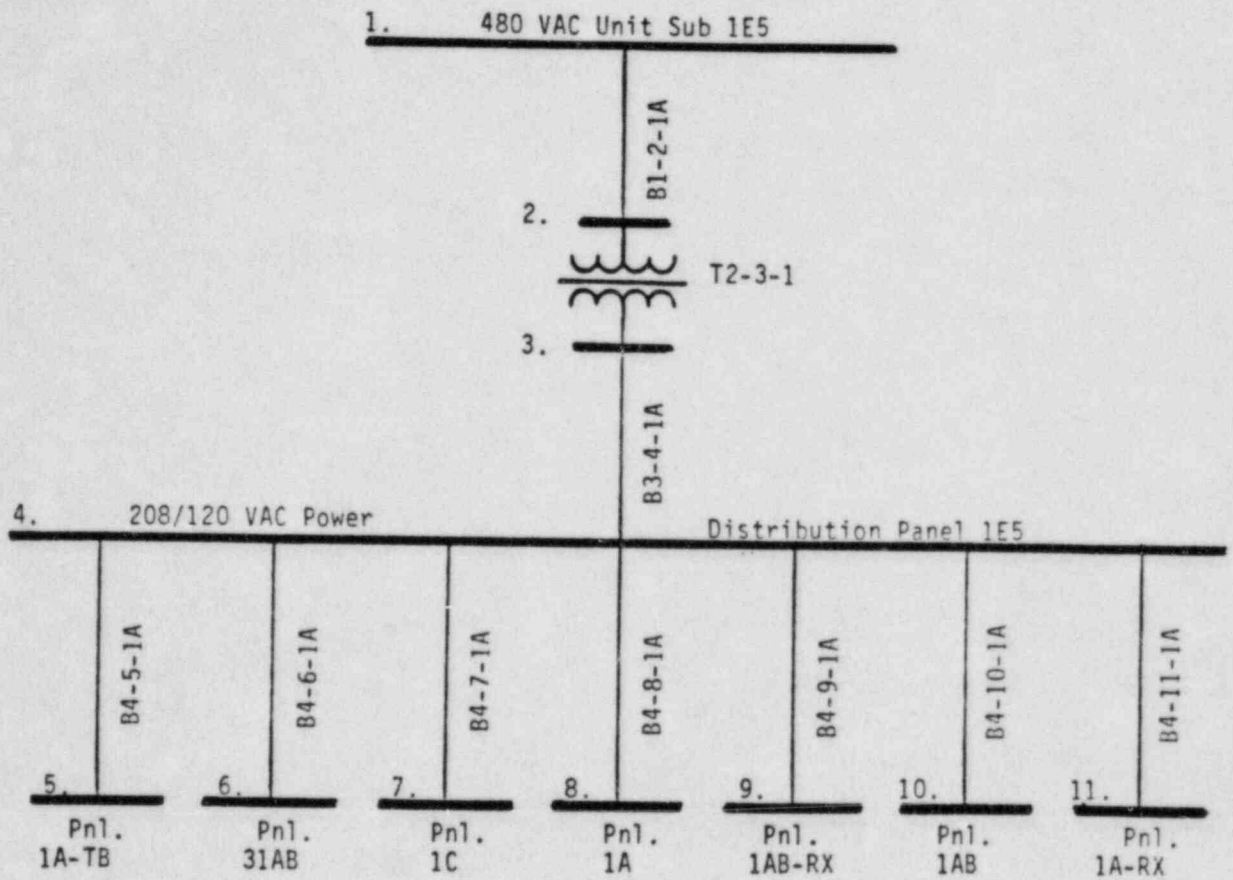 1. 480 VAC Unit Sub 1E5
B1-2-1A
2.
T2-3-1
3.
B3-4-1A
4. 208/120 VAC Power Distribution Panel 1E5
B4-5-1A
B4-6-1A
B4-7-1A
B4-8-1A
B4-9-1A
B4-10-1A
B4-11-1A
5. 6. 7. 8. 9. 10. 11.
Pnl. Pnl. Pnl. Pnl. Pnl. Pnl. Pnl.
1A-TB 31AB 1C 1A 1AB-RX 1AB 1A-RX